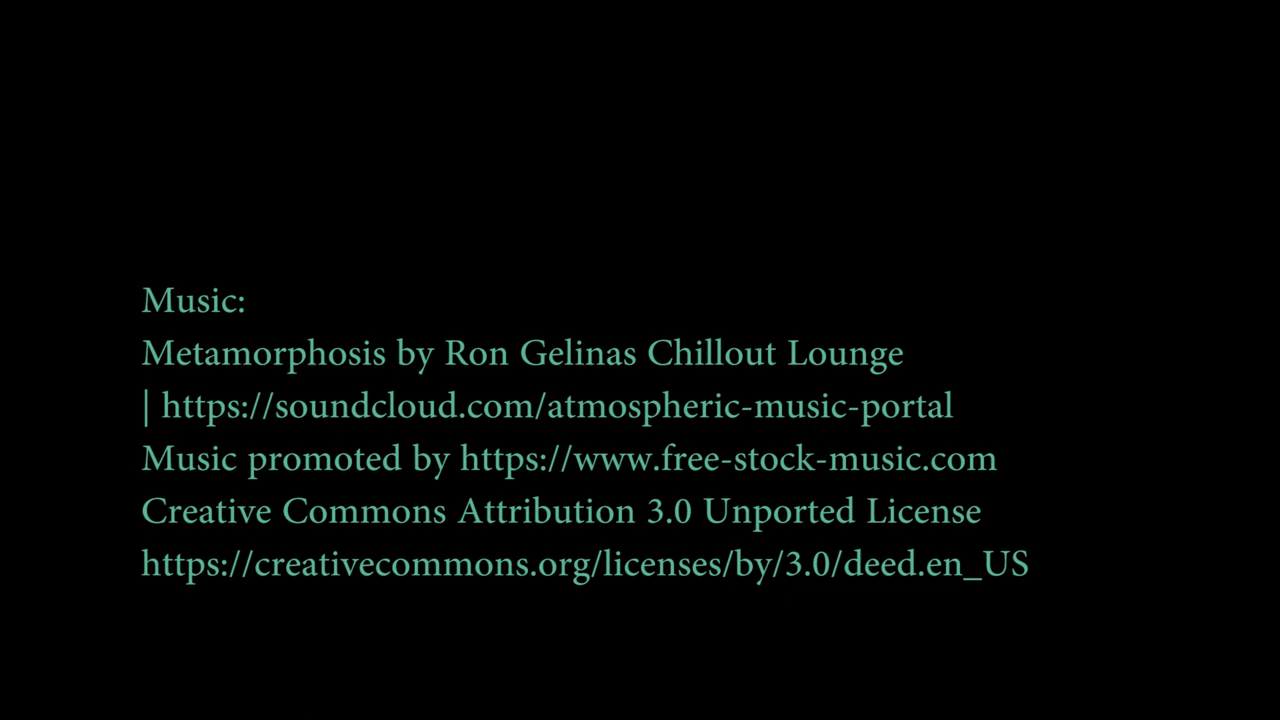 Music:
Metamorphosis by Ron Gelinas Chillout Lounge
| https://soundcloud.com/atmospheric-music-portal
Music promoted by https://www.free-stock-music.com
Creative Commons Attribution 3.0 Unported License
https://creativecommons.org/licenses/by/3.0/deed.en_US